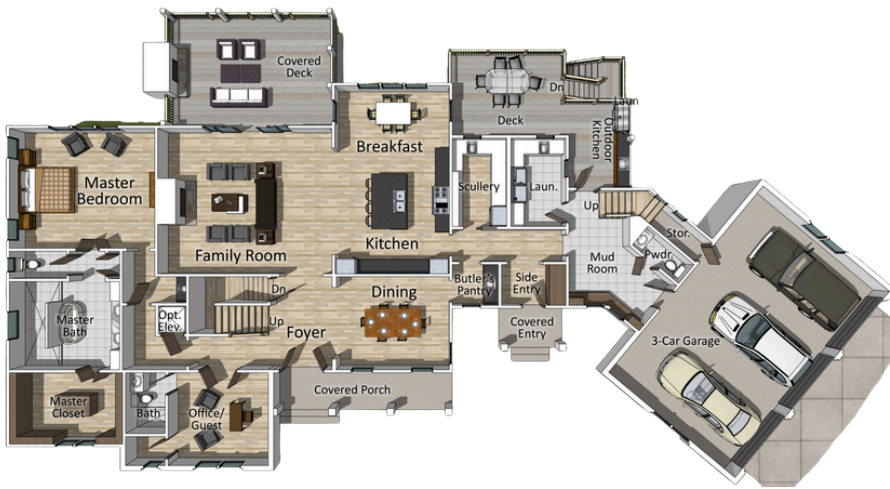 Covered
Deck
Dn
Laun
Deck
Outdoor
Kitchen
Breakfast
Master
Bedroom
Scullery
Laun.
Up
Stor.
Family Room
Kitchen
Mud
Room
Pwdr.
Dn
Dining
Butler's
Pantry
Side
Entry
Opt.
Elev.
Up
Master
Bath
Foyer
Covered
Entry
3-Car Garage
Covered Porch
Master
Closet
Bath
Office/
Guest